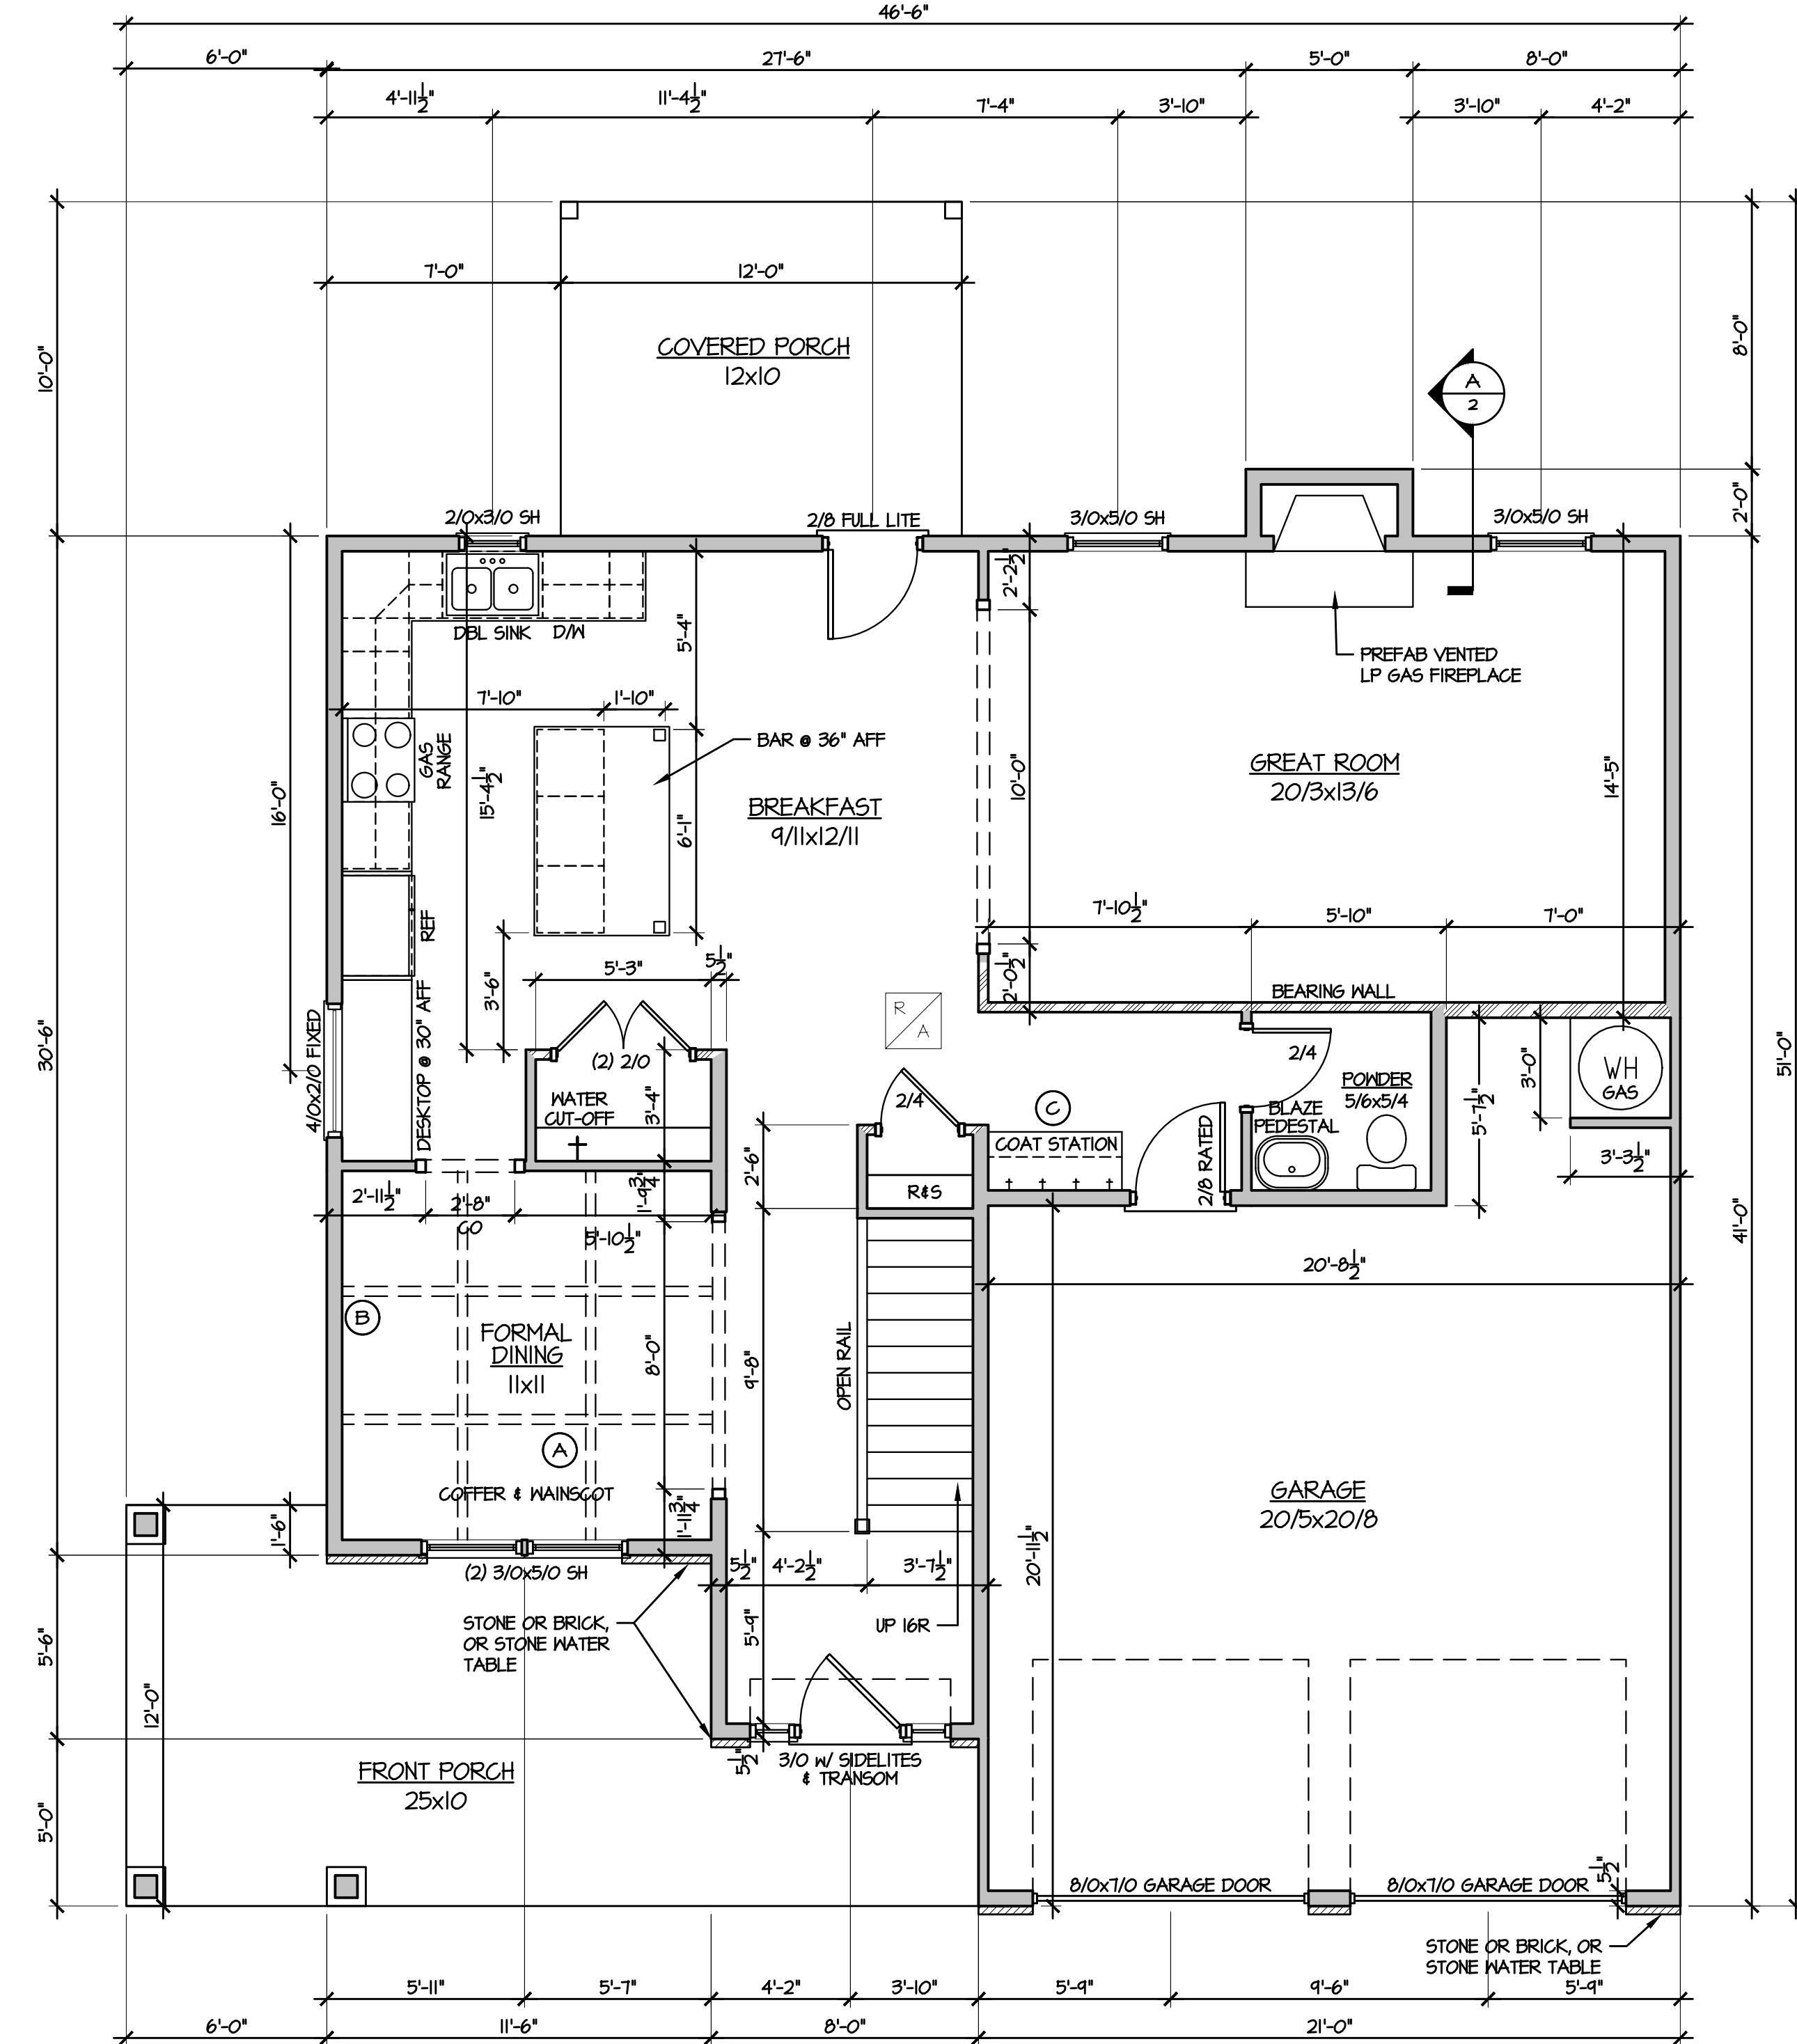 46'-6"
6'-0"
27'-6"
5'-0"
8'-0"
4'-11 1/2"
11'-4 1/2"
7'-4"
3'-10"
3'-10"
4'-2"
7'-0"
12'-0"
COVERED PORCH
12x10
10'-0"
8'-0"
A
2
2'-0"
2/0x3/0 SH
2/8 FULL LITE
3/0x5/0 SH
3/0x5/0 SH
2'-2 1/2"
DBL SINK
D/W
5'-4"
PREFAB VENTED
LP GAS FIREPLACE
7'-10"
1'-10"
GAS
RANGE
BAR @ 36" AFF
15'-4 1/2"
16'-0"
6'-1"
10'-0"
BREAKFAST
9/11x12/11
GREAT ROOM
20/3x13/6
14'-5"
REF
7'-10 1/2"
5'-10"
7'-0"
3'-6"
5'-3"
5 1/2"
2'-0 1/2"
BEARING WALL
R
A
4/0x2/0 FIXED
DESKTOP @ 30" AFF
30'-6"
51'-0"
(2) 2/0
WATER
CUT-OFF
3'-4"
2/4
C
COAT STATION
2/4
POWDER
5/6x5/4
BLAZE
PEDESTAL
2/8 RATED
5'-7 1/2"
3'-0"
WH
GAS
3'-3 1/2"
2'-6"
R&S
2'-11 1/2"
2'-8"
CO
1'-9 3/4"
5'-10 1/2"
41'-0"
20'-8 1/2"
B
FORMAL
DINING
11x11
8'-0"
9'-8"
OPEN RAIL
A
COFFER & WAINSCOT
1'-11 3/4"
GARAGE
20/5x20/8
1'-6"
(2) 3/0x5/0 SH
5 1/2"
4'-2 1/2"
3'-7 1/2"
20'-11 1/2"
STONE OR BRICK,
OR STONE WATER
TABLE
5'-9"
UP 16R
5'-6"
12'-0"
5 1/2"
3/0 w/ SIDELITES
& TRANSOM
FRONT PORCH
25x10
5'-0"
8/0x7/0 GARAGE DOOR
8/0x7/0 GARAGE DOOR
5 1/2"
STONE OR BRICK, OR
STONE WATER TABLE
5'-11"
5'-7"
4'-2"
3'-10"
5'-9"
9'-6"
5'-9"
6'-0"
11'-6"
8'-0"
21'-0"